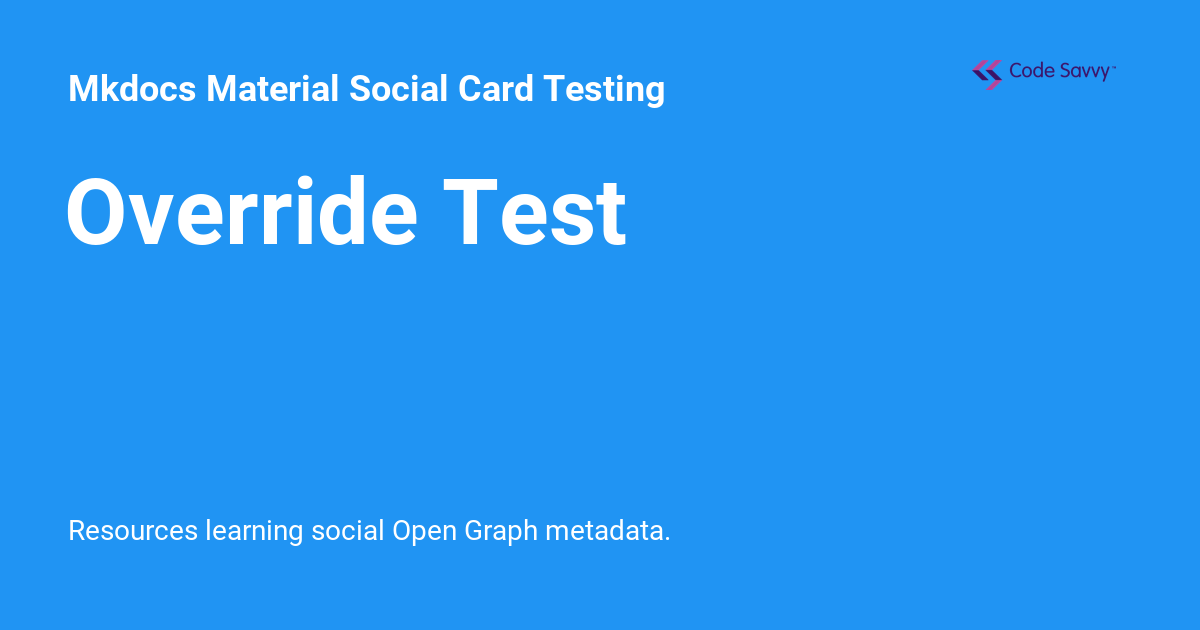 Mkdocs Material Social Card Testing
Code Savvy™
Override Test
Resources learning social Open Graph metadata.